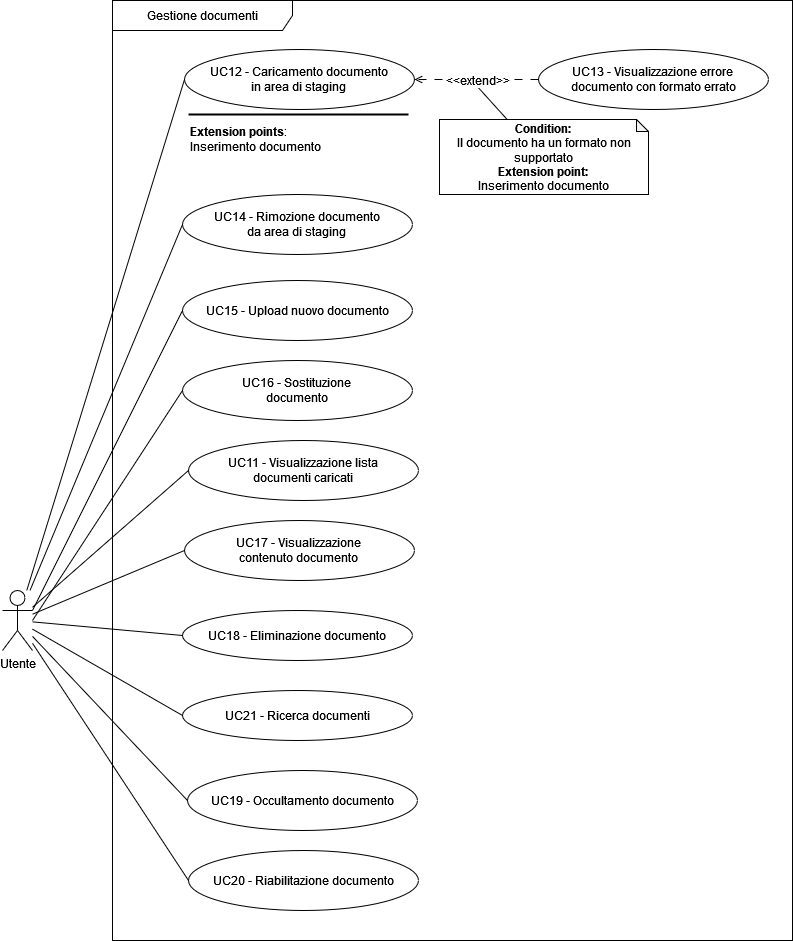 Gestione documenti
UC12 - Caricamento documento
in area di staging
<<extend>>
UC13 - Visualizzazione errore
documento con formato errato
Extension points:
Inserimento documento
Condition:
Il documento ha un formato non
supportato
Extension point:
Inserimento documento
UC14 - Rimozione documento
da area di staging
UC15 - Upload nuovo documento
UC16 - Sostituzione
documento
UC11 - Visualizzazione lista
documenti caricati
UC17 - Visualizzazione
contenuto documento
UC18 - Eliminazione documento
Utente
UC21 - Ricerca documenti
UC19 - Occultamento documento
UC20 - Riabilitazione documento